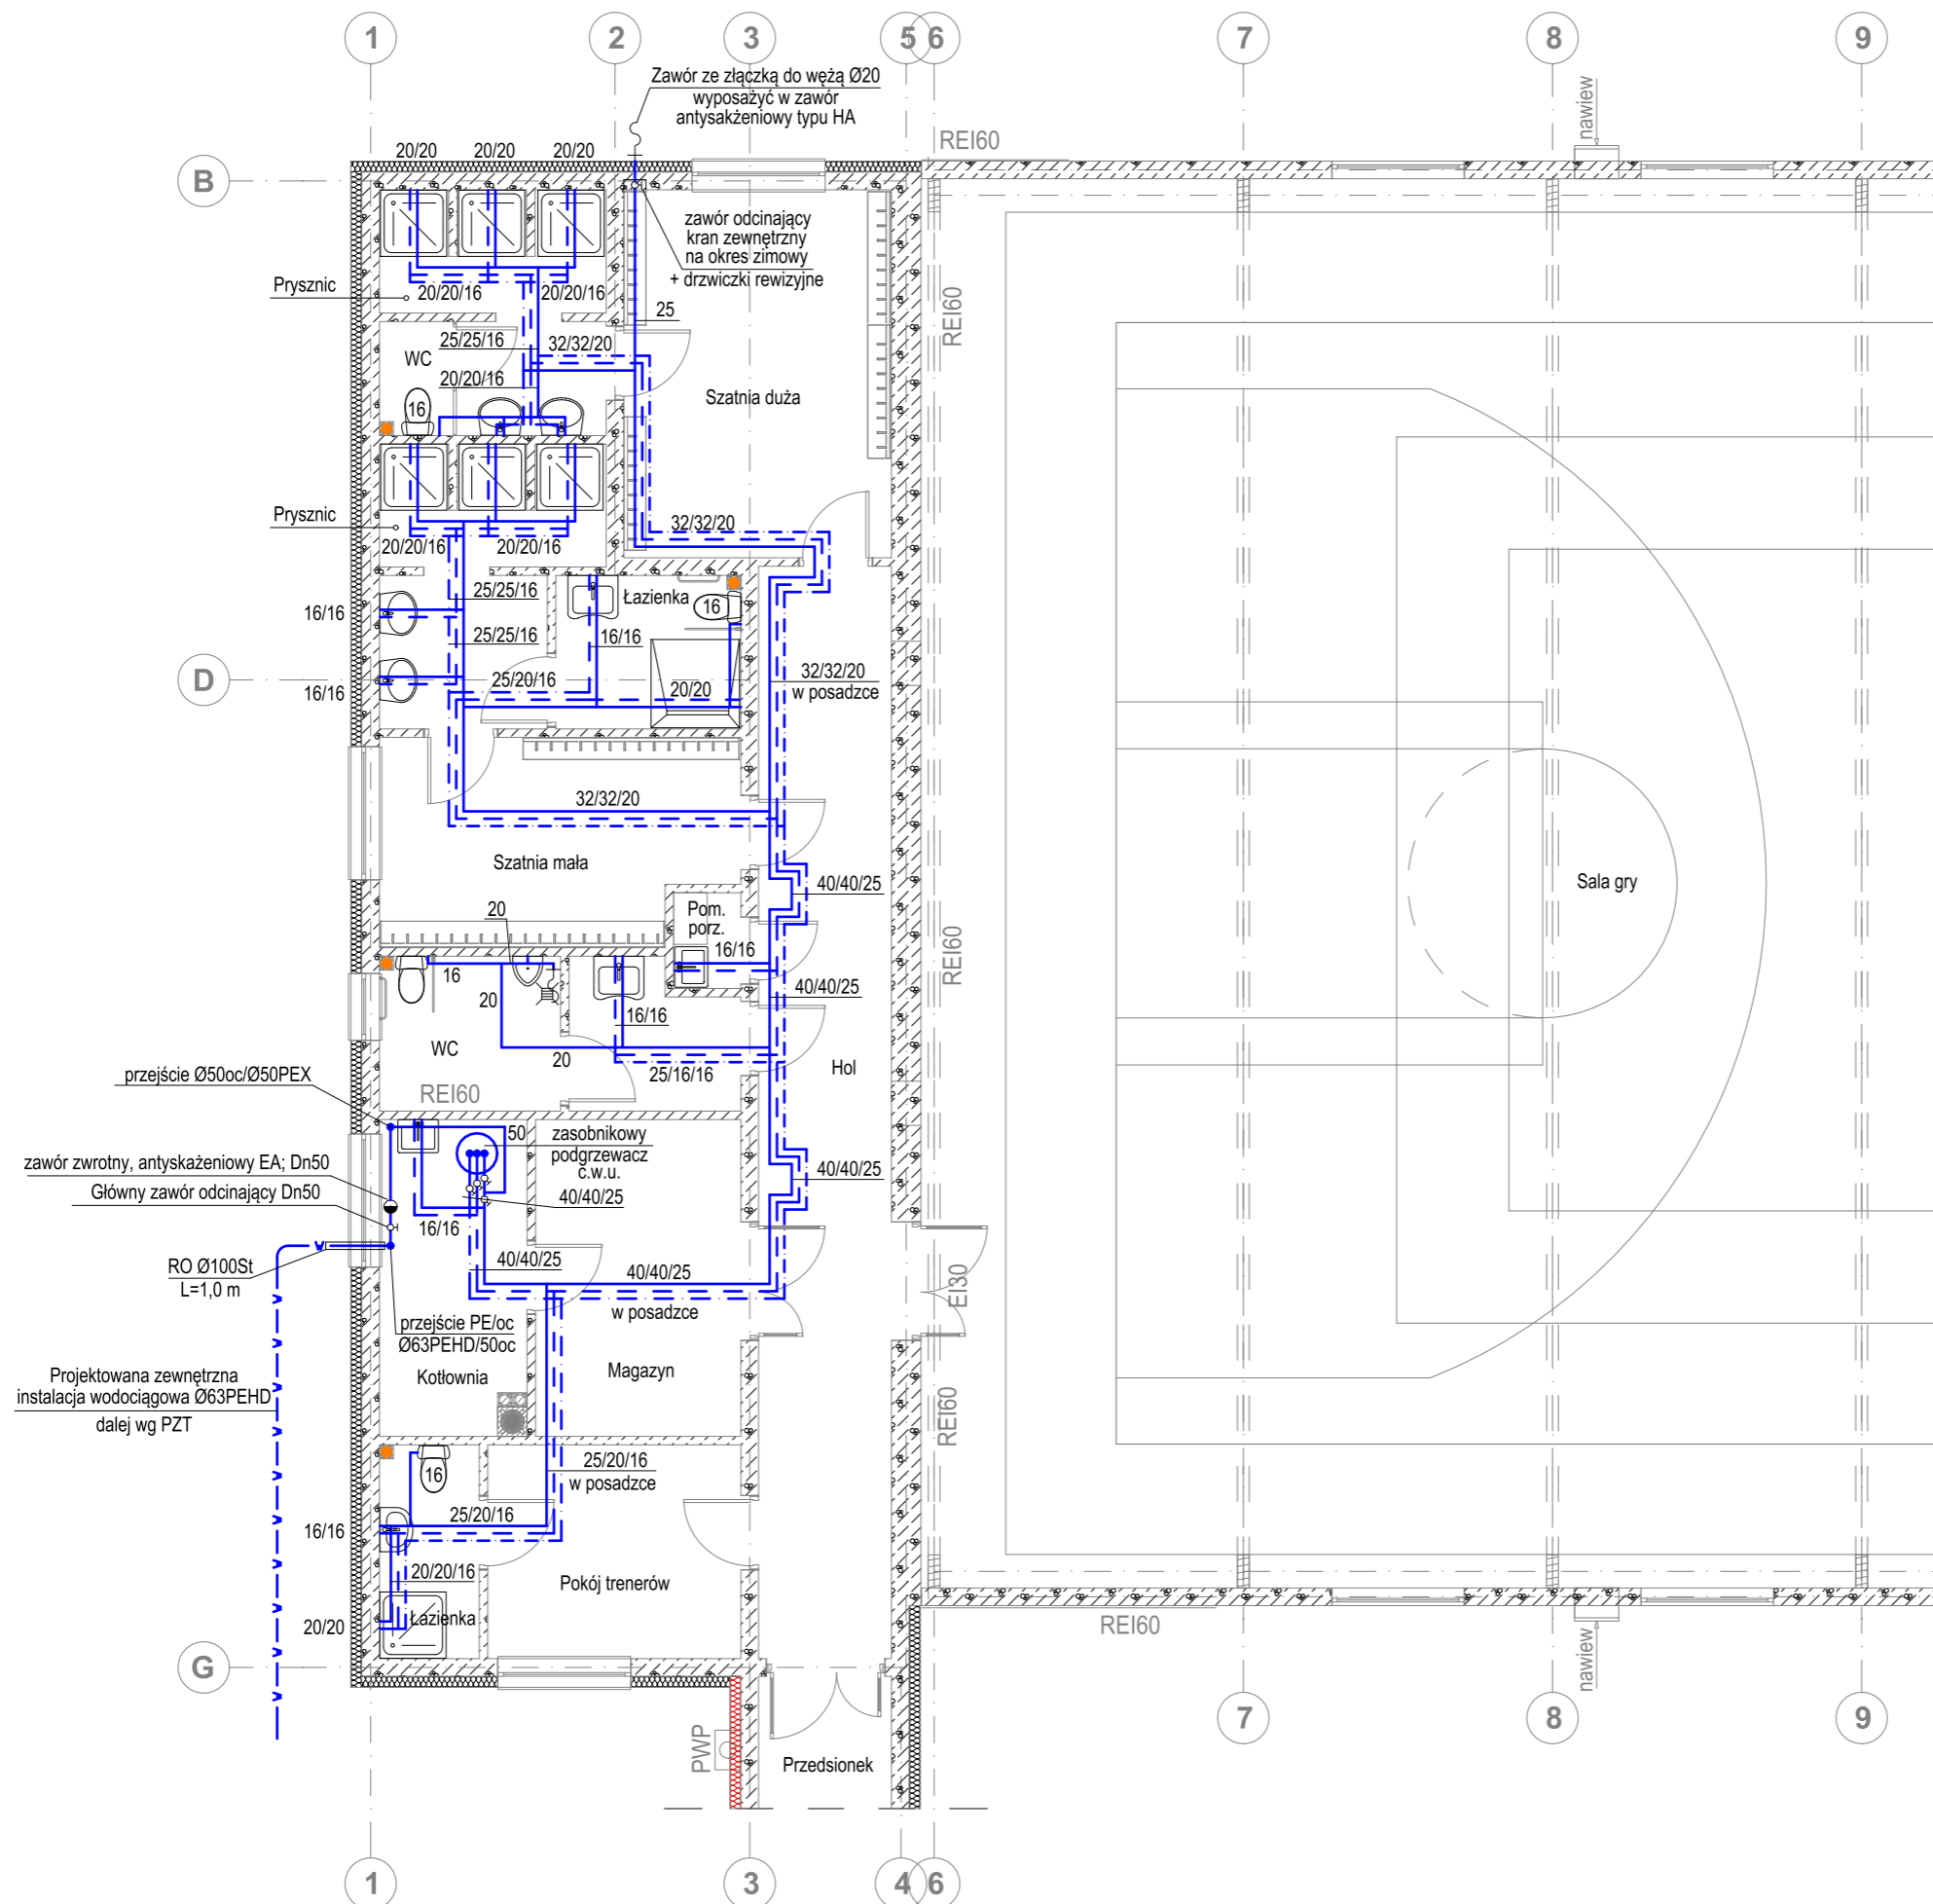 1
2
3
5
6
7
8
9
Zawór ze złączką do wężą Ø20
wyposażyć w zawór
antysakżeniowy typu HA
nawiew
REI60
20/20
20/20
20/20
B
zawór odcinający
kran zewnętrzny
na okres zimowy
+ drzwiczki rewizyjne
Prysznic
20/20/16
20/20/16
25
REI60
25/25/16
32/32/20
WC
20/20/16
Szatnia duża
16
Prysznic
32/32/20
20/20/16
20/20/16
25/25/16
Łazienka
16
16/16
25/25/16
16/16
D
25/20/16
20/20
16/16
32/32/20
w posadzce
32/32/20
Szatnia mała
40/40/25
Sala gry
20
Pom.
porz.
16/16
REI60
16
20
40/40/25
16/16
WC
20
25/16/16
Hol
przejście Ø50oc/Ø50PEX
REI60
50
zasobnikowy
podgrzewacz
c.w.u.
zawór zwrotny, antyskażeniowy EA; Dn50
40/40/25
Główny zawór odcinający Dn50
40/40/25
16/16
RO Ø100St
L=1,0 m
40/40/25
40/40/25
w posadzce
EI30
przejście PE/oc
Ø63PEHD/50oc
Projektowana zewnętrzna
instalacja wodociągowa Ø63PEHD
dalej wg PZT
Kotłownia
Magazyn
REI60
16
25/20/16
w posadzce
25/20/16
16/16
20/20/16
Pokój trenerów
Łazienka
20/20
REI60
G
nawiew
7
8
9
PWP
Przedsionek
1
3
4
6